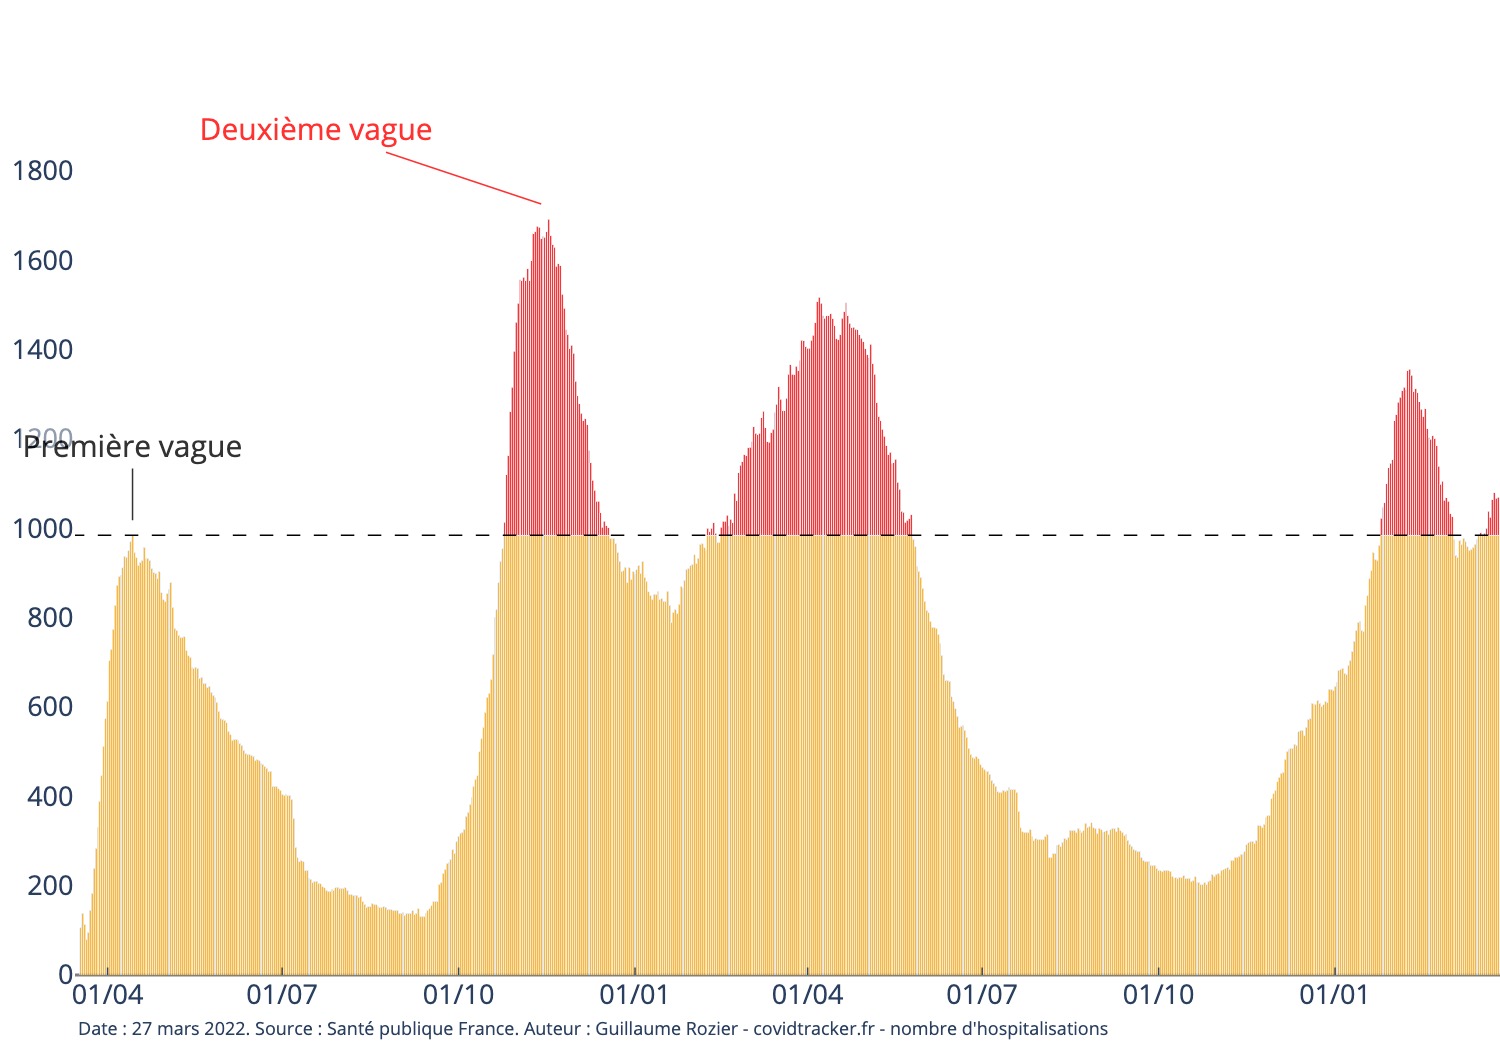 Deuxième vague
1800
1600
1400
1200
Première vague
1000
800
600
400
200
0
01/04 01/07 01/10 01/01 01/04 01/07 01/10 01/01
Date : 27 mars 2022. Source : Santé publique France. Auteur : Guillaume Rozier - covidtracker.fr - nombre d'hospitalisations